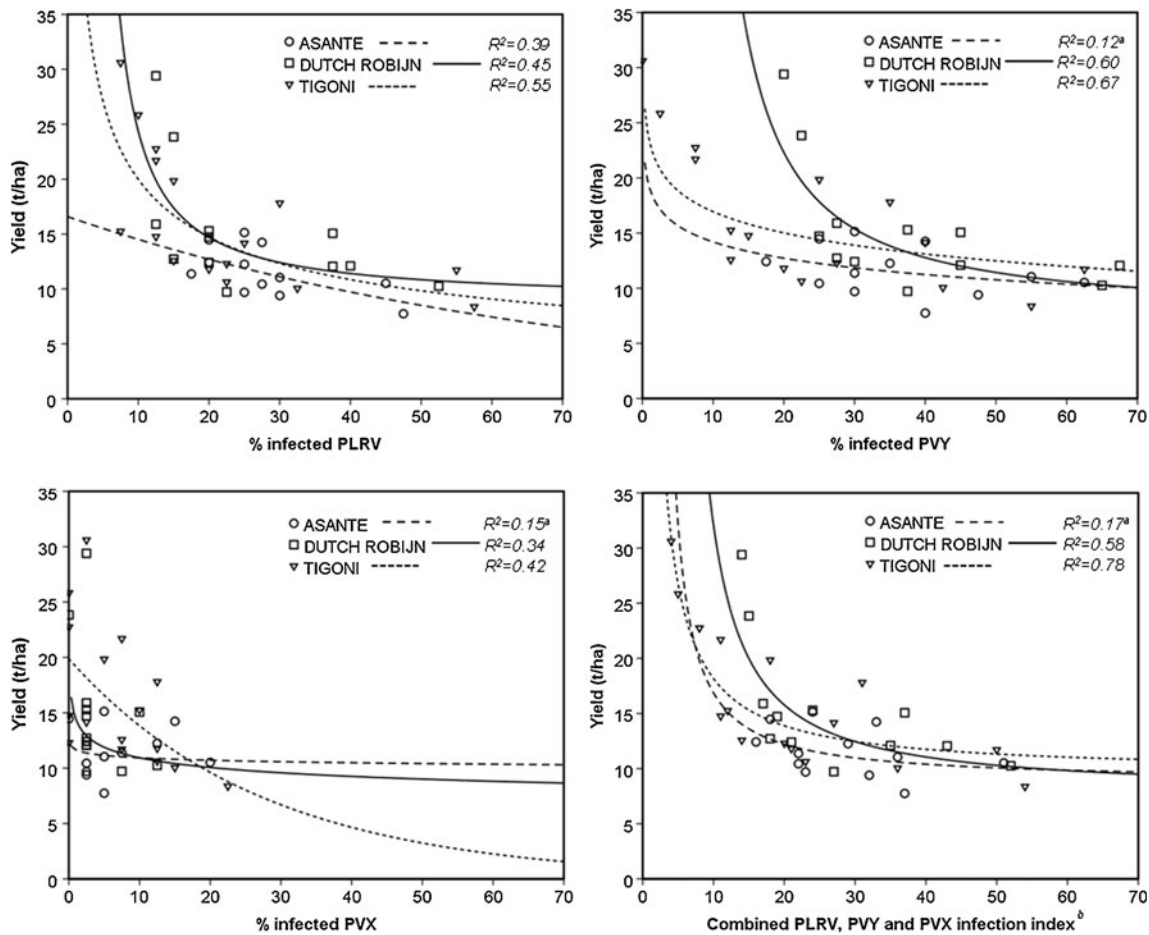 35
30
25
20
15
10
5
0
Yield (t/ha)
ASANTE R²=0.39
DUTCH ROBIJN R²=0.45
TIGONI R²=0.55
0 10 20 30 40 50 60 70
% infected PLRV
35
30
25
20
15
10
5
0
Yield (t/ha)
ASANTE R²=0.12ª
DUTCH ROBIJN R²=0.60
TIGONI R²=0.67
0 10 20 30 40 50 60 70
% infected PVY
35
30
25
20
15
10
5
0
Yield (t/ha)
ASANTE R²=0.15ª
DUTCH ROBIJN R²=0.34
TIGONI R²=0.42
0 10 20 30 40 50 60 70
% infected PVX
35
30
25
20
15
10
5
0
Yield (t/ha)
ASANTE R²=0.17ª
DUTCH ROBIJN R²=0.58
TIGONI R²=0.78
0 10 20 30 40 50 60 70
Combined PLRV, PVY and PVX infection indexᵇ